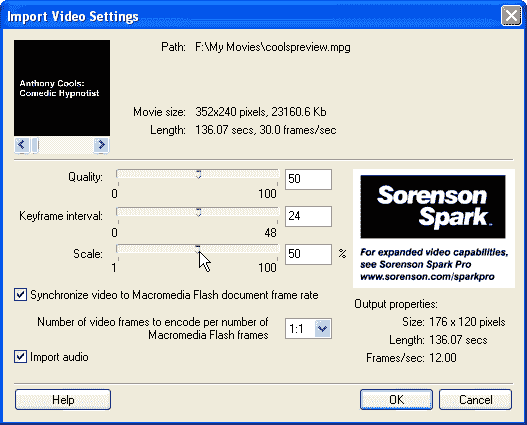 Import Video Settings
Anthony Cools:
Comedic Hypnotist
Path: F:\My Movies\coolspreview.mpg
Movie size: 352x240 pixels, 23160.6 Kb
Length: 136.07 secs, 30.0 frames/sec
Quality: 50
0 100
Keyframe interval: 24
0 48
Scale: 50 %
1 100
Sorenson
Spark™
For expanded video capabilities,
see Sorenson Spark Pro
www.sorenson.com/sparkpro
Synchronize video to Macromedia Flash document frame rate
Number of video frames to encode per number of
Macromedia Flash frames
1:1
Import audio
Output properties:
Size: 176 x 120 pixels
Length: 136.07 secs
Frames/sec: 12.00
Help
OK
Cancel